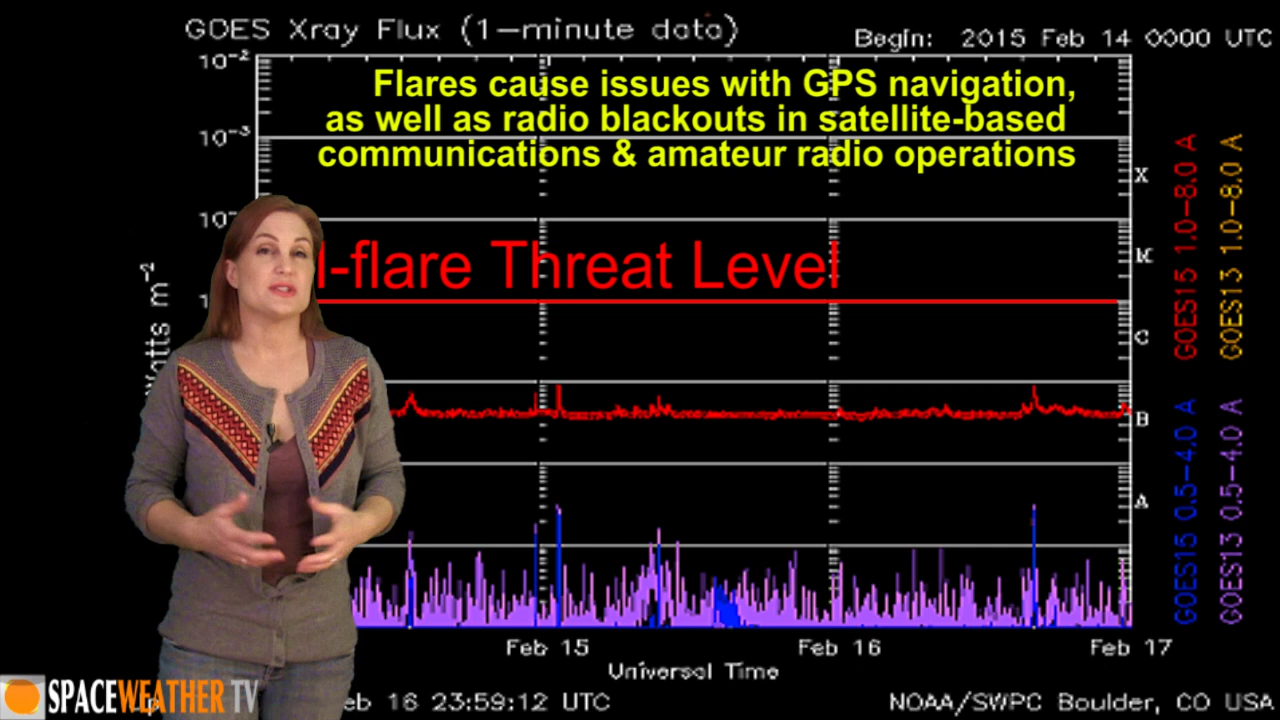 GOES Xray Flux (1-minute data)
Begin: 2015 Feb 14 0000 UTC
Flares cause issues with GPS navigation,
as well as radio blackouts in satellite-based
communications & amateur radio operations
10-2
10-3
-flare Threat Level
Watts m-2
X
M
C
B
A
GOES15 1.0-8.0 A
GOES13 1.0-8.0 A
GOES15 0.5-4.0 A
GOES13 0.5-4.0 A
Feb 15
Feb 16
Feb 17
Universal Time
SPACEWEATHER TV
eb 16 23:59:12 UTC
NOAA/SWPC Boulder, CO USA